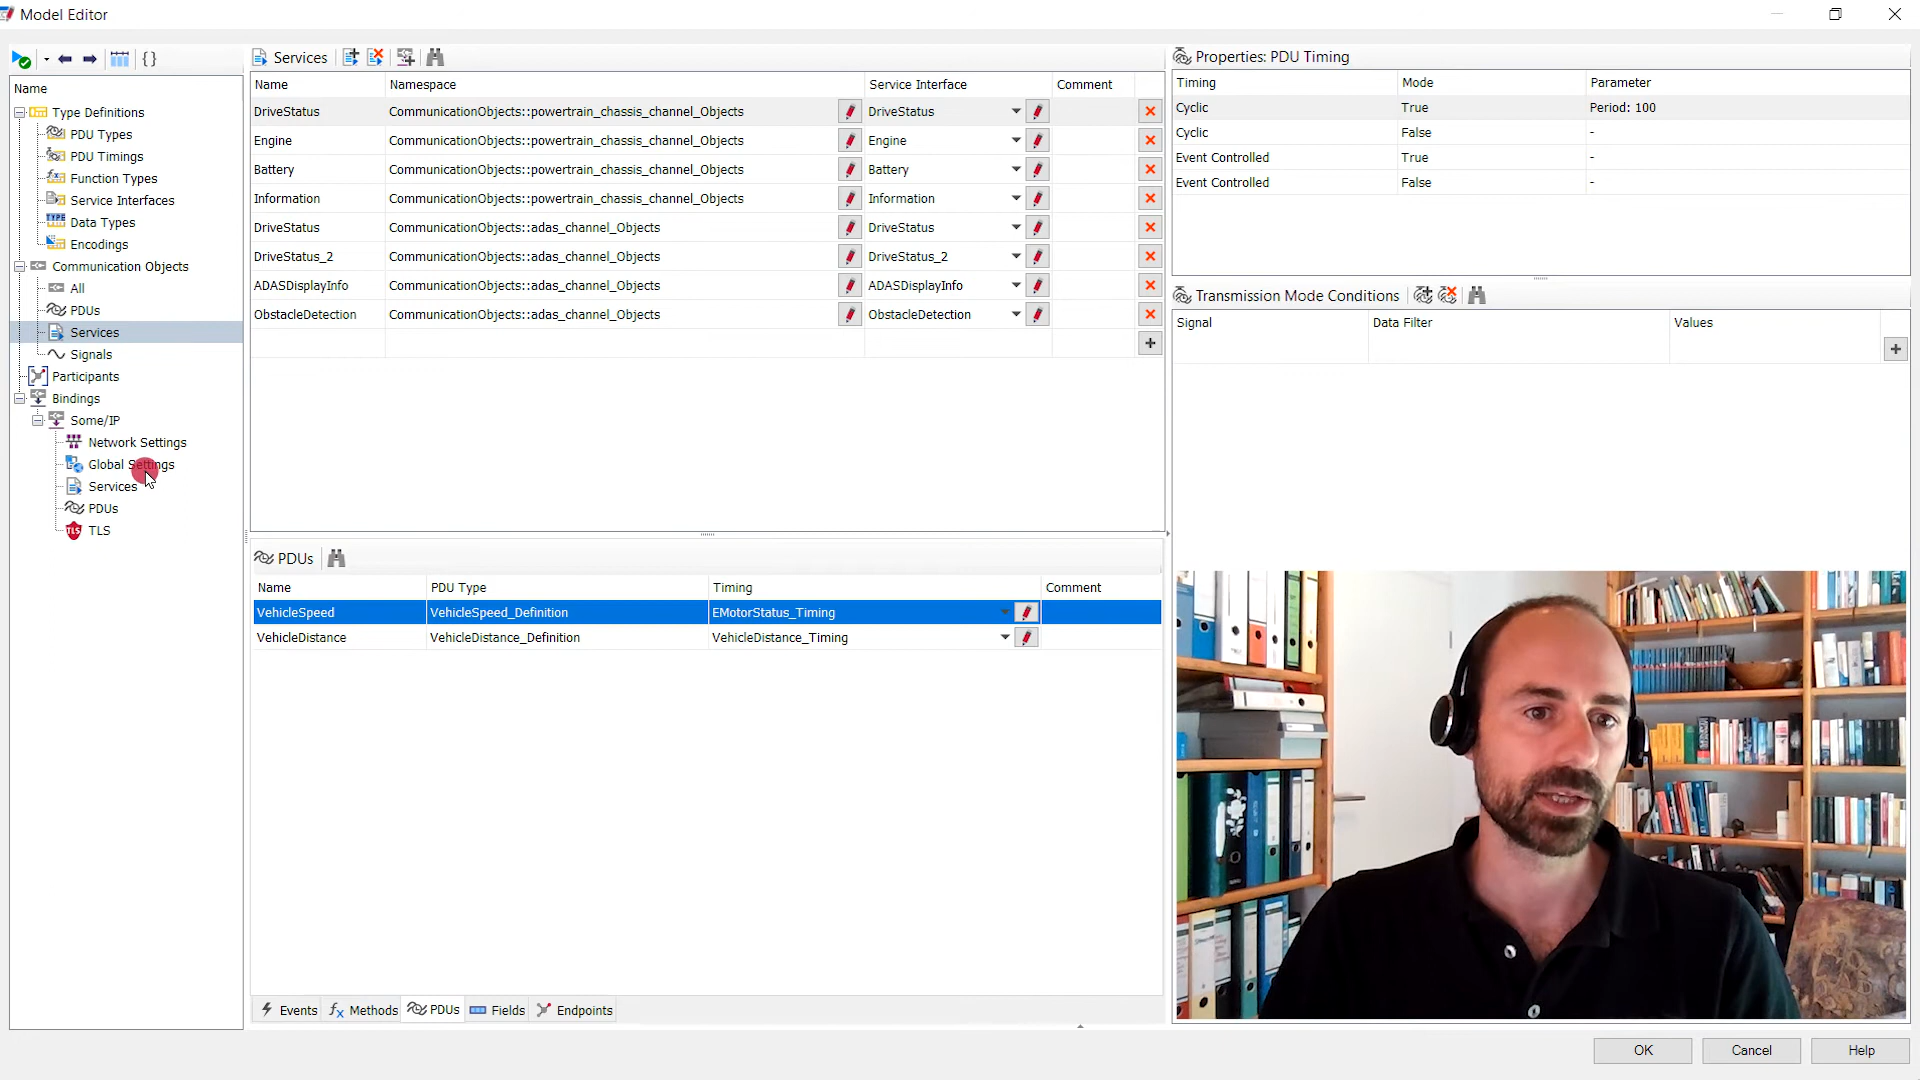 Model Editor
{}
Name
Type Definitions
PDU Types
PDU Timings
Function Types
Service Interfaces
TYPE Data Types
Encodings
Communication Objects
All
PDUs
Services
Signals
Participants
Bindings
Some/IP
Network Settings
Global Settings
Services
PDUs
TLS TLS
Services
Name Namespace Service Interface Comment
DriveStatus CommunicationObjects::powertrain_chassis_channel_Objects DriveStatus
Engine CommunicationObjects::powertrain_chassis_channel_Objects Engine
Battery CommunicationObjects::powertrain_chassis_channel_Objects Battery
Information CommunicationObjects::powertrain_chassis_channel_Objects Information
DriveStatus CommunicationObjects::adas_channel_Objects DriveStatus
DriveStatus_2 CommunicationObjects::adas_channel_Objects DriveStatus_2
ADASDisplayInfo CommunicationObjects::adas_channel_Objects ADASDisplayInfo
ObstacleDetection CommunicationObjects::adas_channel_Objects ObstacleDetection
PDUs
Name PDU Type Timing Comment
VehicleSpeed VehicleSpeed_Definition EMotorStatus_Timing
VehicleDistance VehicleDistance_Definition VehicleDistance_Timing
Events fx Methods PDUs Fields Endpoints
Properties: PDU Timing
Timing Mode Parameter
Cyclic True Period: 100
Cyclic False -
Event Controlled True -
Event Controlled False -
Transmission Mode Conditions
Signal Data Filter Values
OK Cancel Help